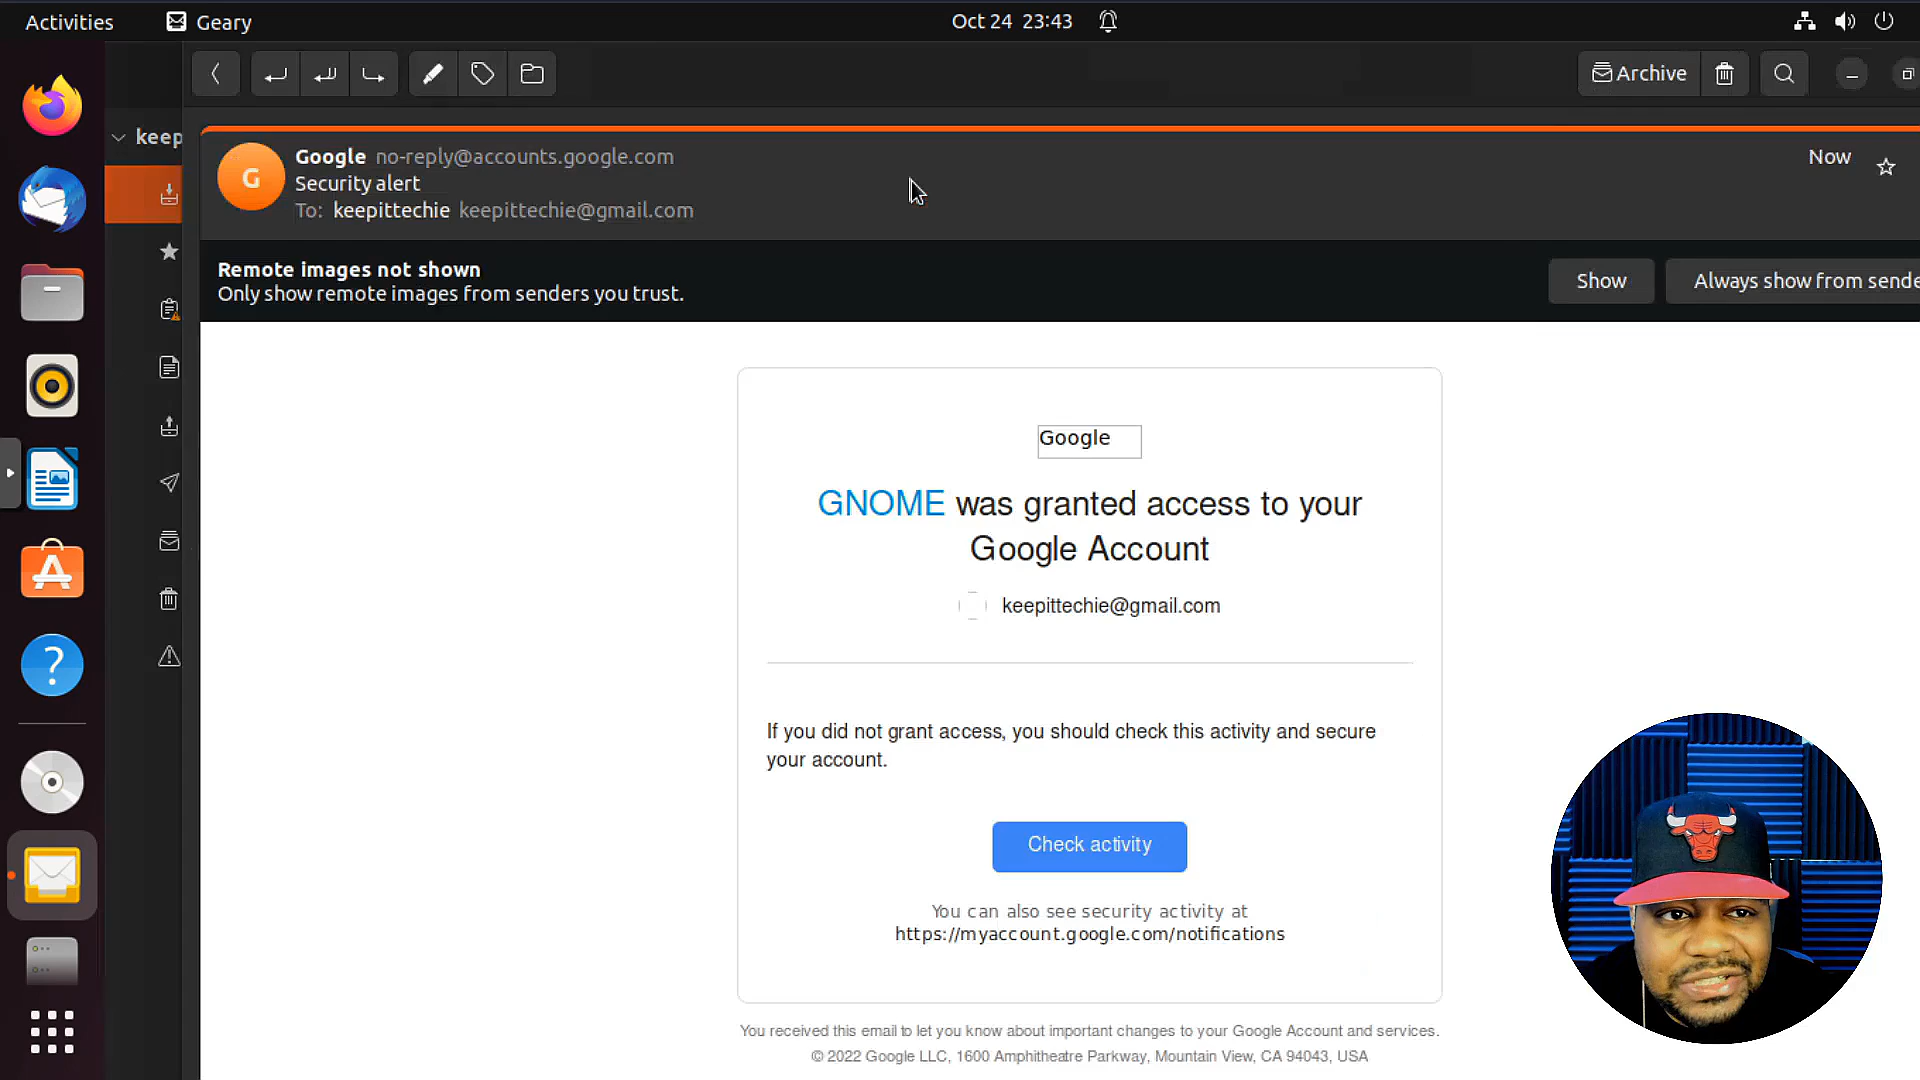 Activities
Geary
Oct 24 23:43
Archive
keep
G
Google no-reply@accounts.google.com
Now
Security alert
To: keepittechie keepittechie@gmail.com
Remote images not shown
Only show remote images from senders you trust.
Show
Always show from sende
Google
GNOME was granted access to your
Google Account
keepittechie@gmail.com
If you did not grant access, you should check this activity and secure
your account.
Check activity
You can also see security activity at
https://myaccount.google.com/notifications
You received this email to let you know about important changes to your Google Account and services.
© 2022 Google LLC, 1600 Amphitheatre Parkway, Mountain View, CA 94043, USA